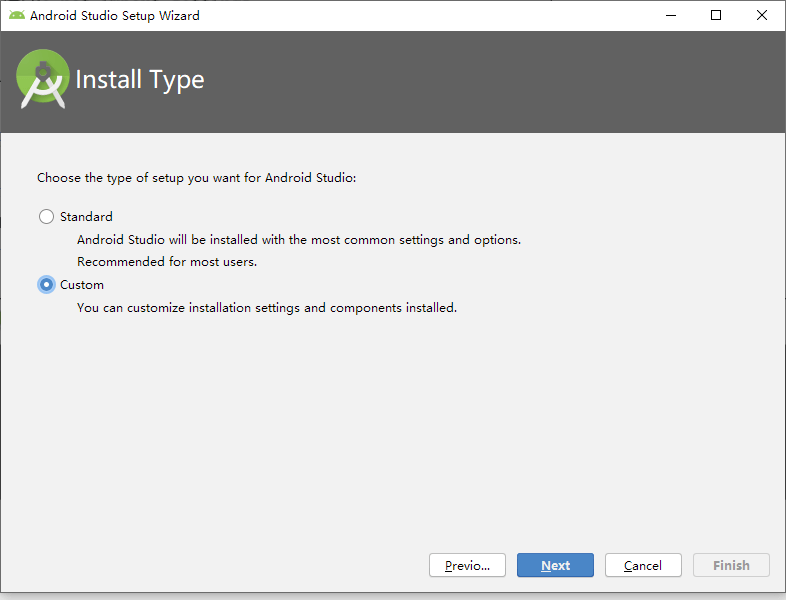 Android Studio Setup Wizard
Install Type
Choose the type of setup you want for Android Studio:
Standard
Android Studio will be installed with the most common settings and options.
Recommended for most users.
Custom
You can customize installation settings and components installed.
Previo... Next Cancel Finish